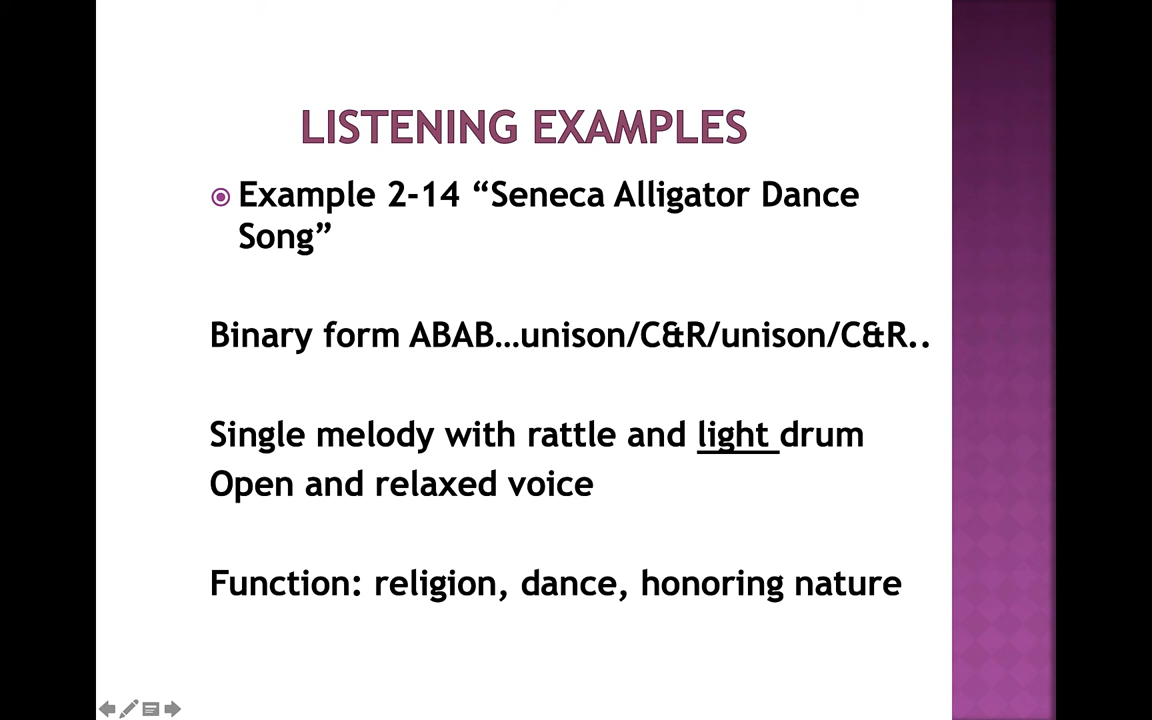 LISTENING EXAMPLES
Example 2-14 “Seneca Alligator Dance
Song”
Binary form ABAB…unison/C&R/unison/C&R..
Single melody with rattle and light drum
Open and relaxed voice
Function: religion, dance, honoring nature